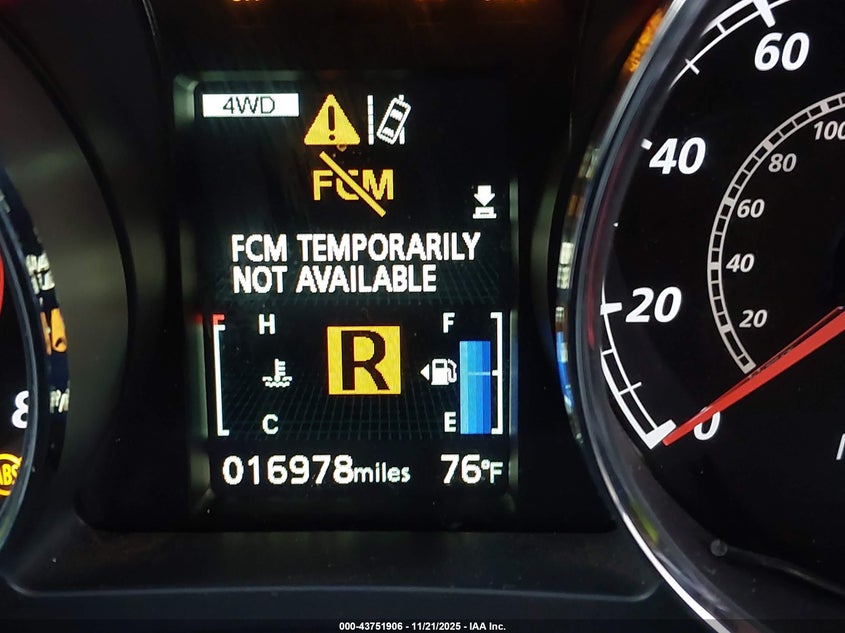 4WD
FCM
FCM TEMPORARILY
NOT AVAILABLE
F H F
R
C E
016978miles 76°F
60
40
20
0
100
80
60
40
20
8
ABS
000-43751906 - 11/21/2025 - IAA Inc.